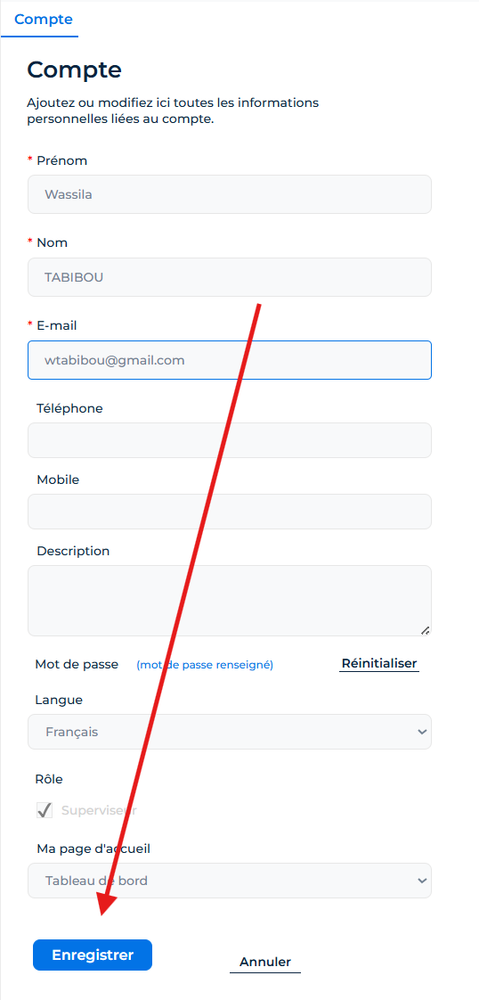 Compte
Compte
Ajoutez ou modifiez ici toutes les informations
personnelles liées au compte.
* Prénom
Wassila
* Nom
TABIBOU
* E-mail
wtabibou@gmail.com
Téléphone
Mobile
Description
Mot de passe (mot de passe renseigné) Réinitialiser
Langue
Français
Rôle
Superviseur
Ma page d'accueil
Tableau de bord
Enregistrer
Annuler